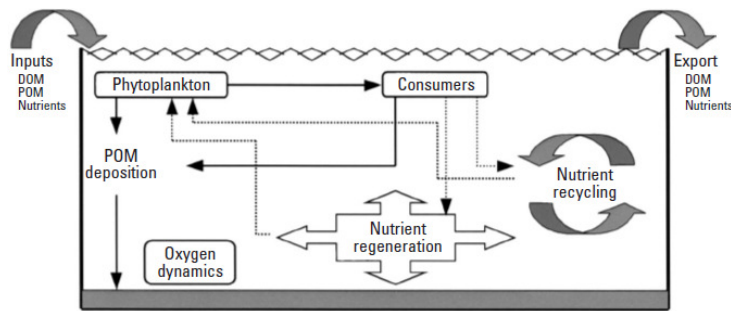 Inputs
DOM
POM
Nutrients
Phytoplankton
Consumers
Export
DOM
POM
Nutrients
POM
deposition
Nutrient
recycling
Nutrient
regeneration
Oxygen
dynamics